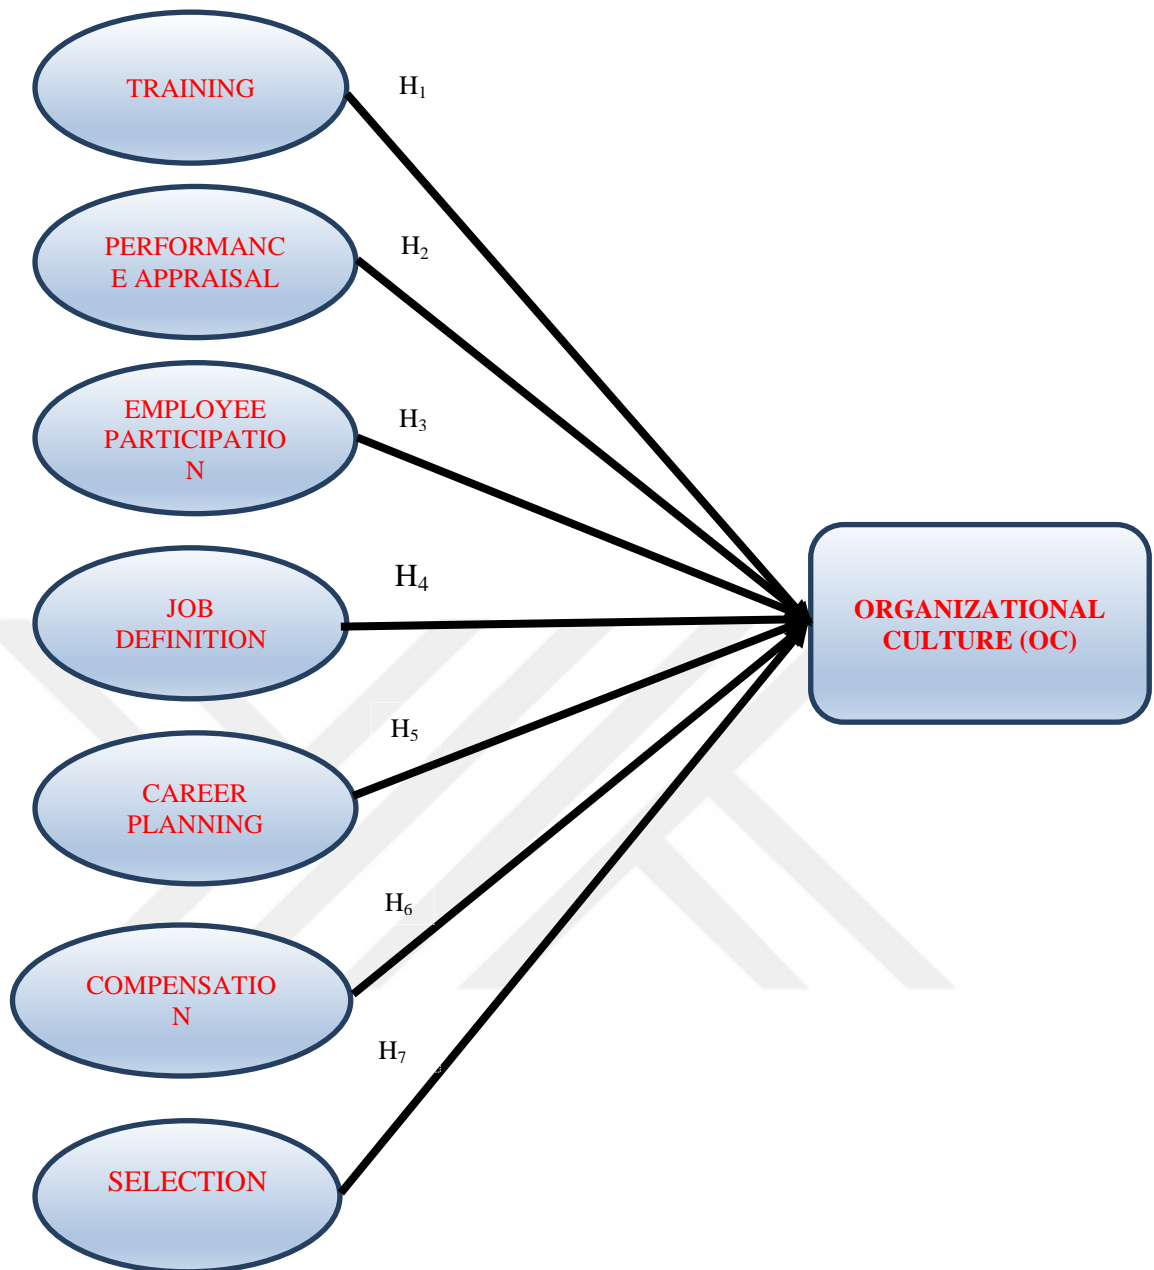 TRAINING
H₁
PERFORMANC
E APPRAISAL
H₂
EMPLOYEE
PARTICIPATIO
N
H₃
JOB
DEFINITION
H₄
ORGANIZATIONAL
CULTURE (OC)
CAREER
PLANNING
H₅
COMPENSATIO
N
H₆
SELECTION
H₇